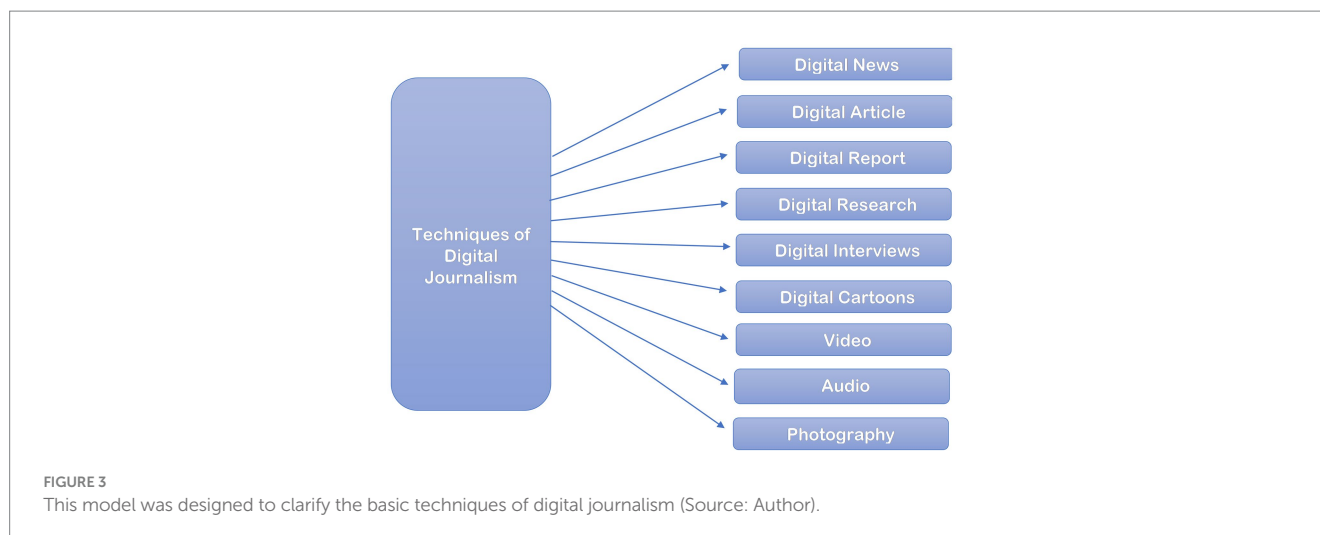 Techniques of
Digital
Journalism
Digital News
Digital Article
Digital Report
Digital Research
Digital Interviews
Digital Cartoons
Video
Audio
Photography
FIGURE 3
This model was designed to clarify the basic techniques of digital journalism (Source: Author).